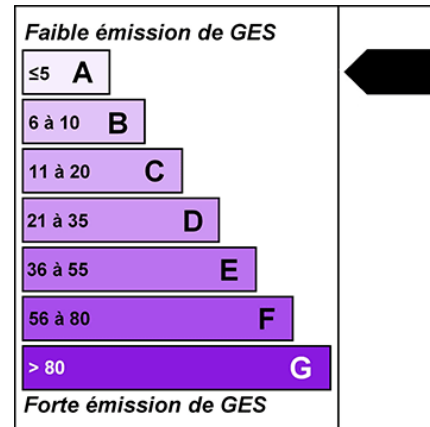 Faible émission de GES
≤5 A
6 à 10 B
11 à 20 C
21 à 35 D
36 à 55 E
56 à 80 F
> 80 G
Forte émission de GES